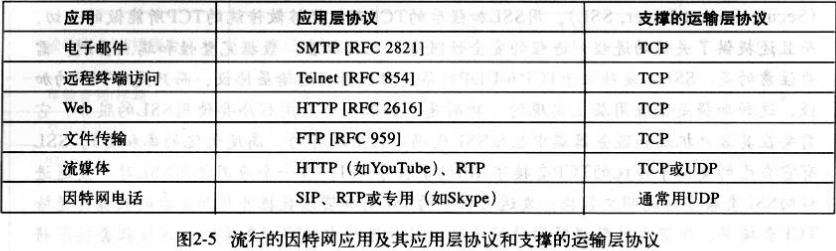 应用 应用层协议 支撑的运输层协议
电子邮件 SMTP [RFC 2821] TCP
远程终端访问 Telnet [RFC 854] TCP
Web HTTP [RFC 2616] TCP
文件传输 FTP [RFC 959] TCP
流媒体 HTTP（如YouTube）、RTP TCP或UDP
因特网电话 SIP、RTP或专用（如Skype） 通常用UDP
图2-5 流行的因特网应用及其应用层协议和支撑的运输层协议